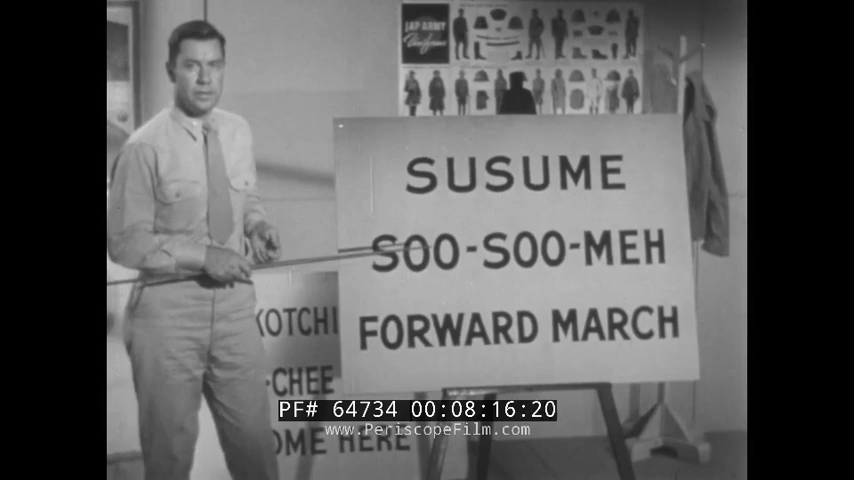 JAP ARMY
Uniforms
SUSUME
SOO-SOO-MEH
FORWARD MARCH
KOTCHI
-CHEE
OME HERE
PF# 64734 00:08:16:20
www.PeriscopeFilm.com